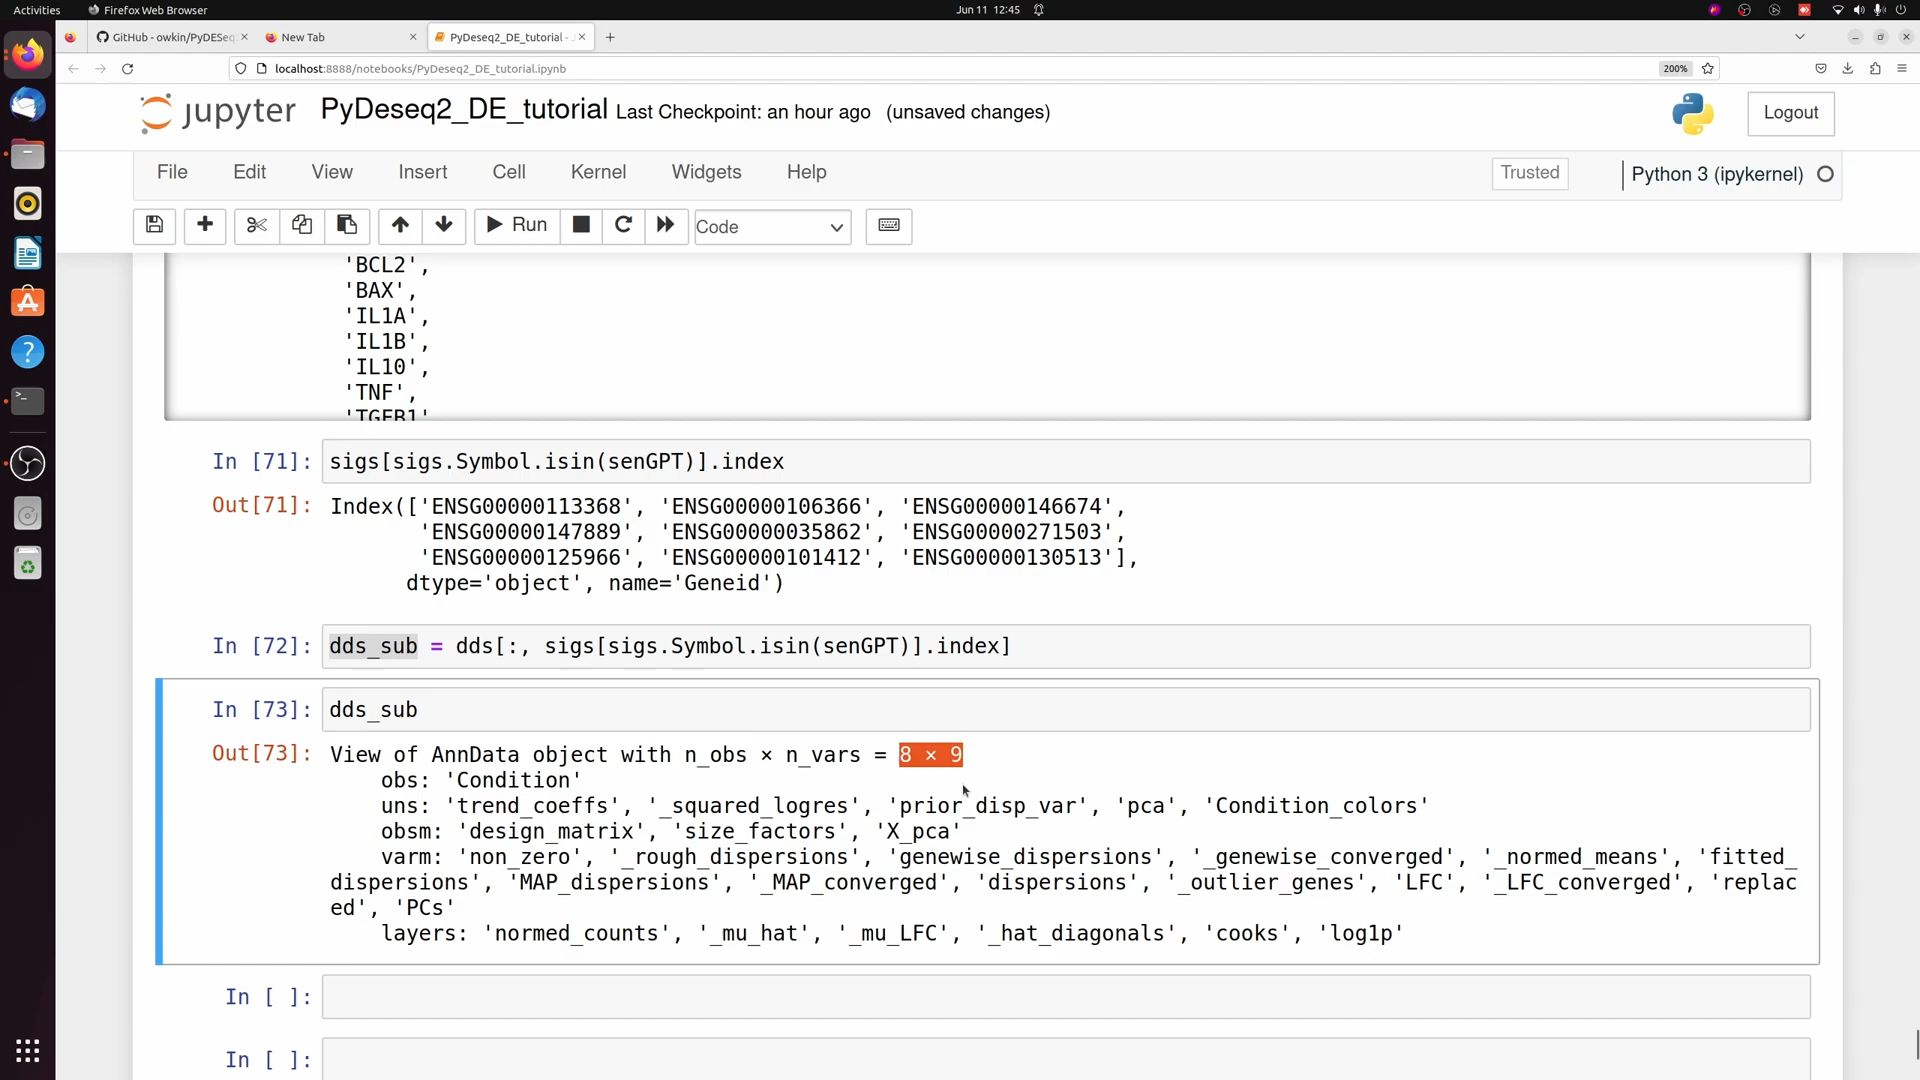 Activities
Firefox Web Browser
Jun 11 12:45
GitHub - owkin/PyDESeq
New Tab
PyDeseq2_DE_tutorial -
localhost:8888/notebooks/PyDeseq2_DE_tutorial.ipynb
200%
jupyter
PyDeseq2_DE_tutorial
Last Checkpoint: an hour ago
(unsaved changes)
Logout
File Edit View Insert Cell Kernel Widgets Help
Trusted
Python 3 (ipykernel)
Run
Code
'BCL2',
'BAX',
'IL1A',
'IL1B',
'IL10',
'TNF',
'TGFB1'
In [71]: sigs[sigs.Symbol.isin(senGPT)].index
Out[71]: Index(['ENSG00000113368', 'ENSG00000106366', 'ENSG00000146674',
'ENSG00000147889', 'ENSG00000035862', 'ENSG00000271503',
'ENSG00000125966', 'ENSG00000101412', 'ENSG00000130513'],
dtype='object', name='Geneid')
In [72]: dds_sub = dds[:, sigs[sigs.Symbol.isin(senGPT)].index]
In [73]: dds_sub
Out[73]: View of AnnData object with n_obs × n_vars = 8 × 9
obs: 'Condition'
uns: 'trend_coeffs', '_squared_logres', 'prior_disp_var', 'pca', 'Condition_colors'
obsm: 'design_matrix', 'size_factors', 'X_pca'
varm: 'non_zero', '_rough_dispersions', 'genewise_dispersions', '_genewise_converged', '_normed_means', 'fitted_
dispersions', 'MAP_dispersions', '_MAP_converged', 'dispersions', '_outlier_genes', 'LFC', '_LFC_converged', 'replac
ed', 'PCs'
layers: 'normed_counts', '_mu_hat', '_mu_LFC', '_hat_diagonals', 'cooks', 'log1p'
In [ ]:
In [ ]: